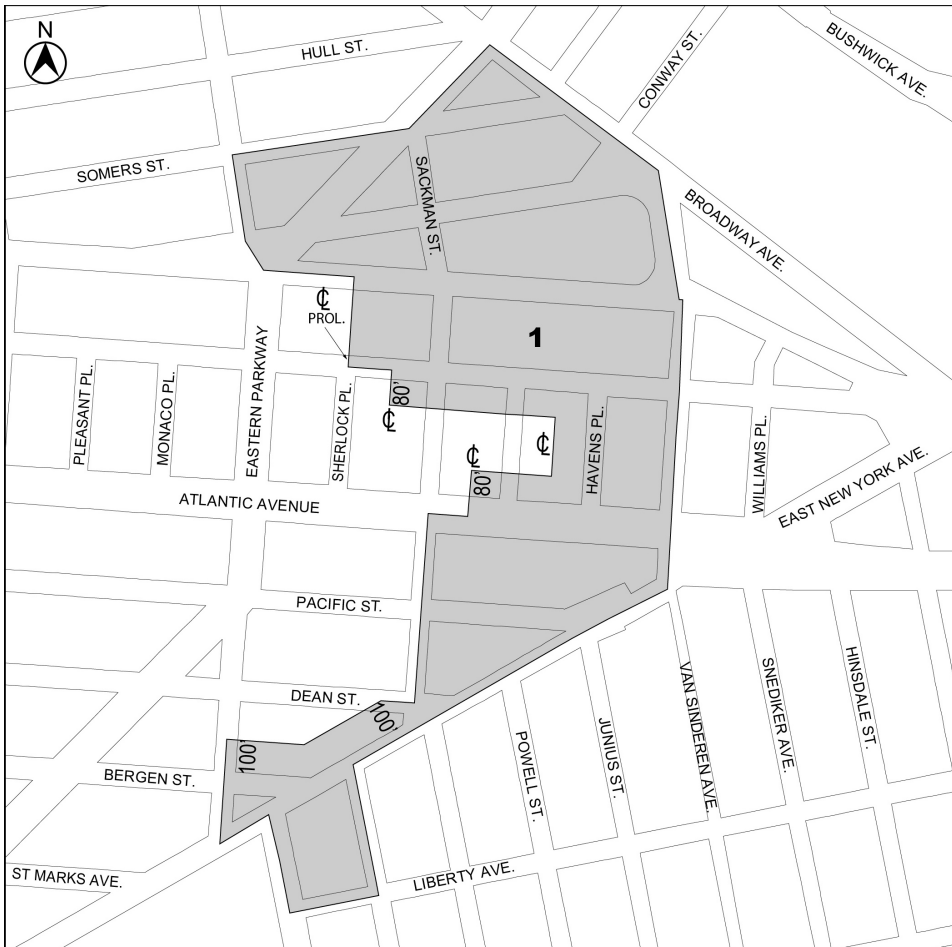 N
HULL ST.
CONWAY ST.
BUSHWICK AVE.
SOMERS ST.
SACKMAN ST.
BROADWAY AVE.
℄
PROL.
1
PLEASANT PL.
MONACO PL.
EASTERN PARKWAY
SHERLOCK PL.
80'
℄
℄
℄
80'
HAVENS PL.
WILLIAMS PL.
EAST NEW YORK AVE.
ATLANTIC AVENUE
PACIFIC ST.
DEAN ST.
100'
100'
BERGEN ST.
POWELL ST.
JUNIUS ST.
VAN SINDEREN AVE.
SNEDIKER AVE.
HINSDALE ST.
ST MARKS AVE.
LIBERTY AVE.